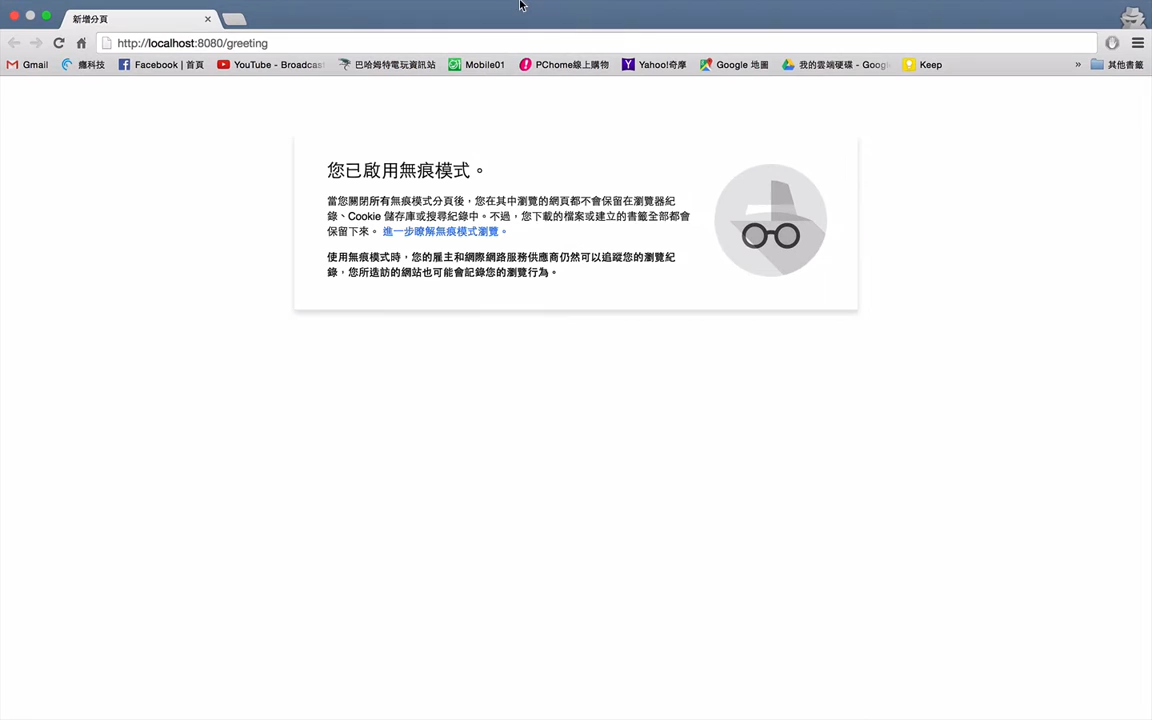 新增分頁
http://localhost:8080/greeting
Gmail 癮科技 Facebook | 首頁 YouTube - Broadcast 巴哈姆特電玩資訊站 Mobile01 PChome線上購物 Yahoo!奇摩 Google 地圖 我的雲端硬碟 - Googl Keep » 其他書籤
您已啟用無痕模式。
當您關閉所有無痕模式分頁後，您在其中瀏覽的網頁都不會保留在瀏覽器紀
錄、Cookie 儲存庫或搜尋紀錄中。不過，您下載的檔案或建立的書籤全部都會
保留下來。 進一步瞭解無痕模式瀏覽。
使用無痕模式時，您的雇主和網際網路服務供應商仍然可以追蹤您的瀏覽紀
錄，您所造訪的網站也可能會記錄您的瀏覽行為。